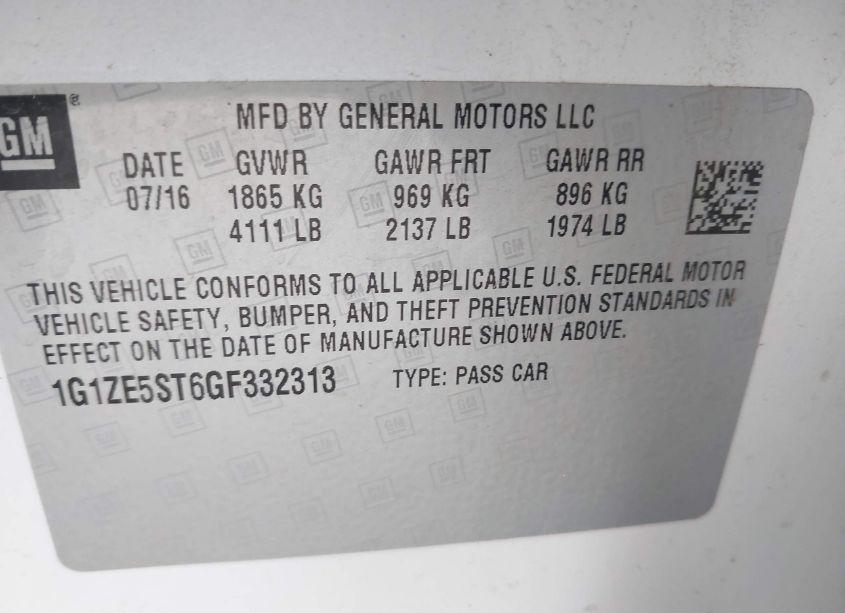 GM®
MFD BY GENERAL MOTORS LLC
DATE GVWR GAWR FRT GAWR RR
07/16 1865 KG 969 KG 896 KG
4111 LB 2137 LB 1974 LB
THIS VEHICLE CONFORMS TO ALL APPLICABLE U.S. FEDERAL MOTOR
VEHICLE SAFETY, BUMPER, AND THEFT PREVENTION STANDARDS IN
EFFECT ON THE DATE OF MANUFACTURE SHOWN ABOVE.
1G1ZE5ST6GF332313 TYPE: PASS CAR